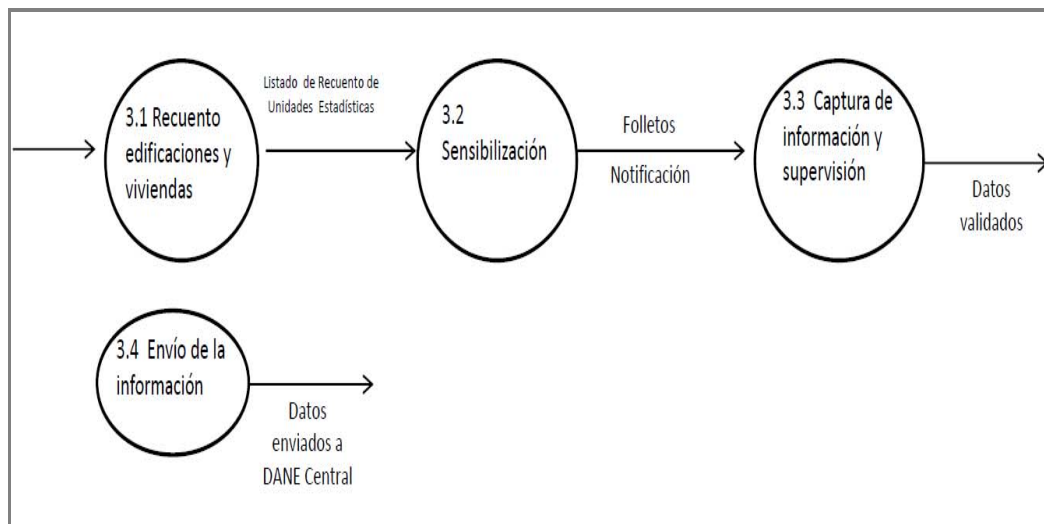 3.1 Recuento
edificaciones y
viviendas
Listado de Recuento de
Unidades Estadísticas
3.2
Sensibilización
Folletos
Notificación
3.3 Captura de
información y
supervisión
Datos
validados
3.4 Envío de la
información
Datos
enviados a
DANE Central